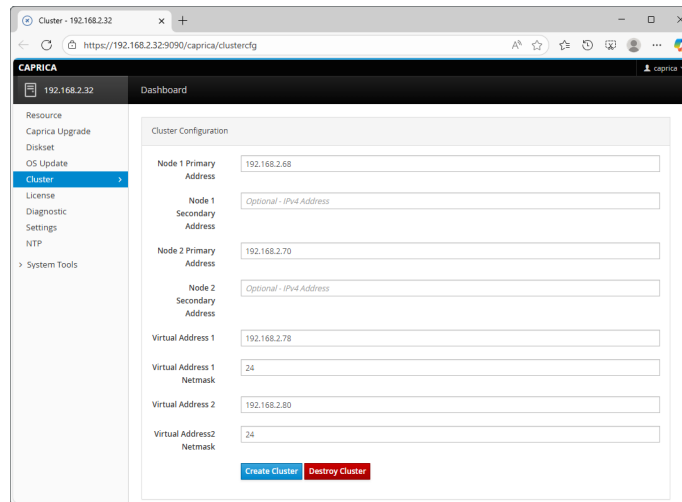 Cluster - 192.168.2.32
https://192.168.2.32:9090/caprica/clustercfg
CAPRICA
caprica
192.168.2.32
Dashboard
Resource
Caprica Upgrade
Diskset
OS Update
Cluster
License
Diagnostic
Settings
NTP
System Tools
Cluster Configuration
Node 1 Primary
Address
192.168.2.68
Node 1
Secondary
Address
Optional - IPv4 Address
Node 2 Primary
Address
192.168.2.70
Node 2
Secondary
Address
Optional - IPv4 Address
Virtual Address 1
192.168.2.78
Virtual Address 1
Netmask
24
Virtual Address 2
192.168.2.80
Virtual Address2
Netmask
24
Create Cluster
Destroy Cluster